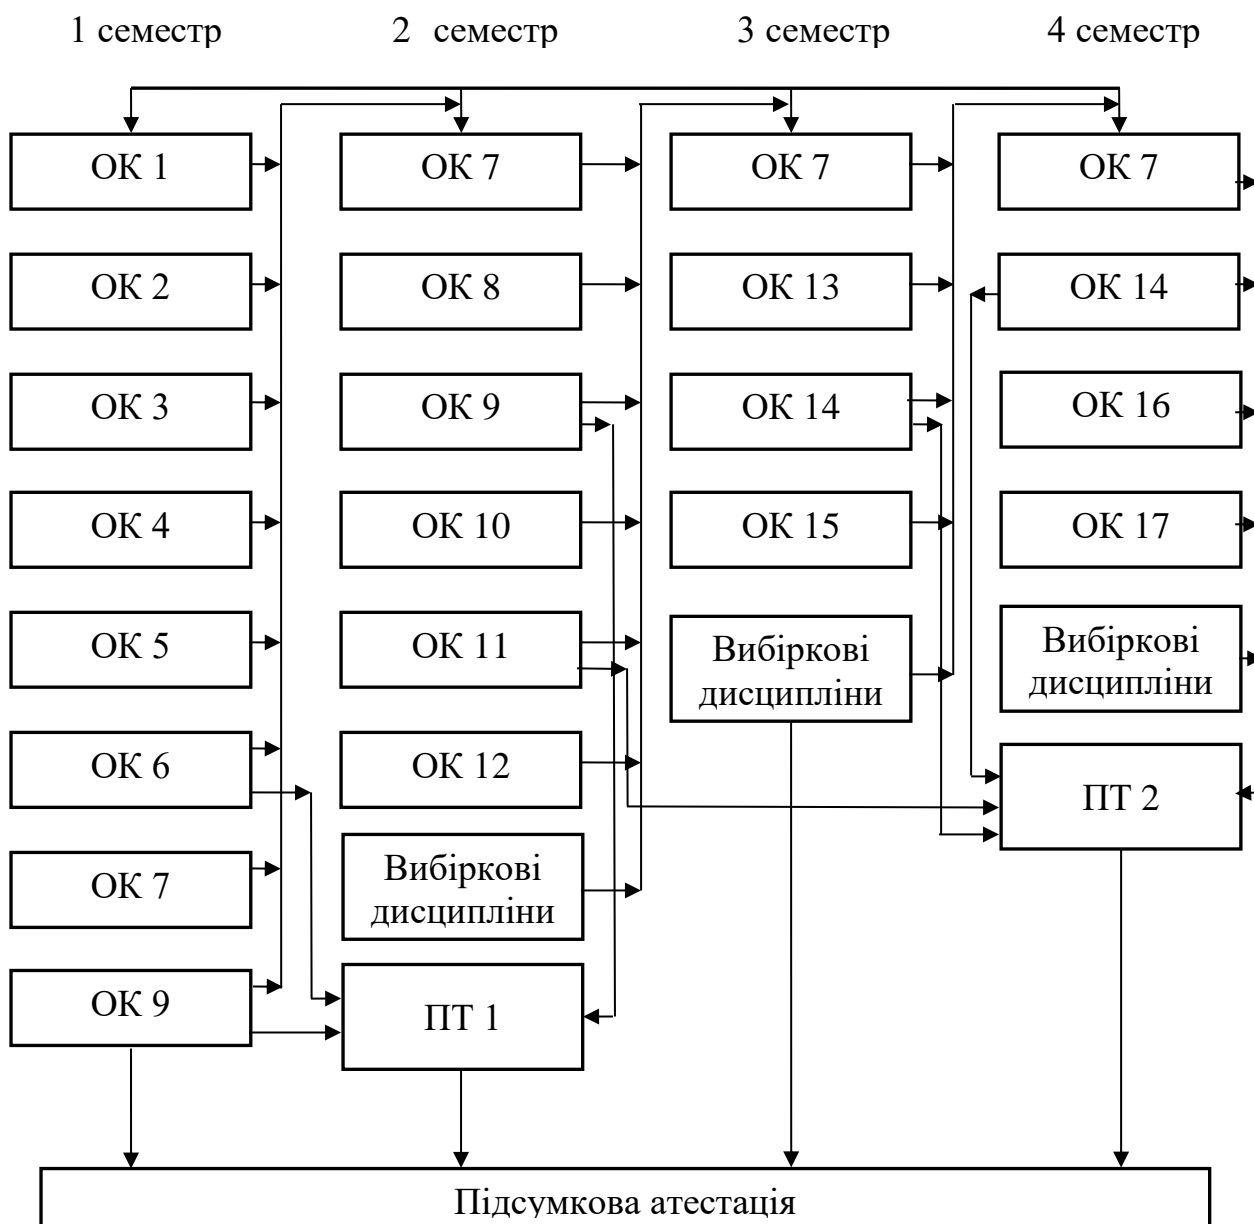 1 семестр
2 семестр
3 семестр
4 семестр
ОК 1
ОК 7
ОК 7
ОК 7
ОК 2
ОК 8
ОК 13
ОК 14
ОК 3
ОК 9
ОК 14
ОК 16
ОК 4
ОК 10
ОК 15
ОК 17
ОК 5
ОК 11
Вибіркові
дисципліни
Вибіркові
дисципліни
ОК 6
ОК 12
ПТ 2
ОК 7
Вибіркові
дисципліни
ОК 9
ПТ 1
Підсумкова атестація